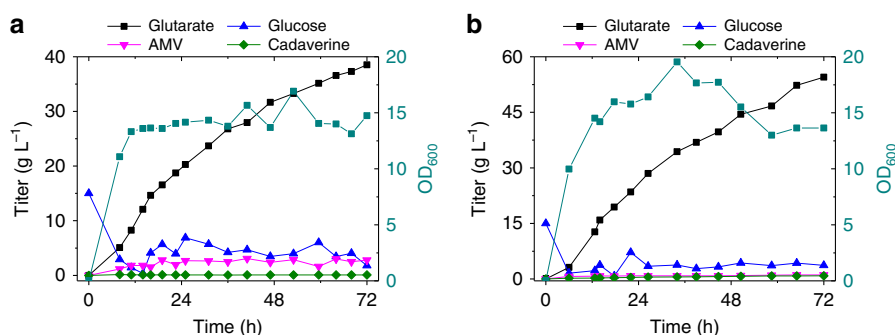 a
Glutarate Glucose
AMV Cadaverine
40
30
20
10
0
Titer (g L⁻¹)
20
15
10
5
0
OD₆₀₀
0 24 48 72
Time (h)
b
Glutarate Glucose
AMV Cadaverine
60
45
30
15
0
Titer (g L⁻¹)
20
15
10
5
0
OD₆₀₀
0 24 48 72
Time (h)